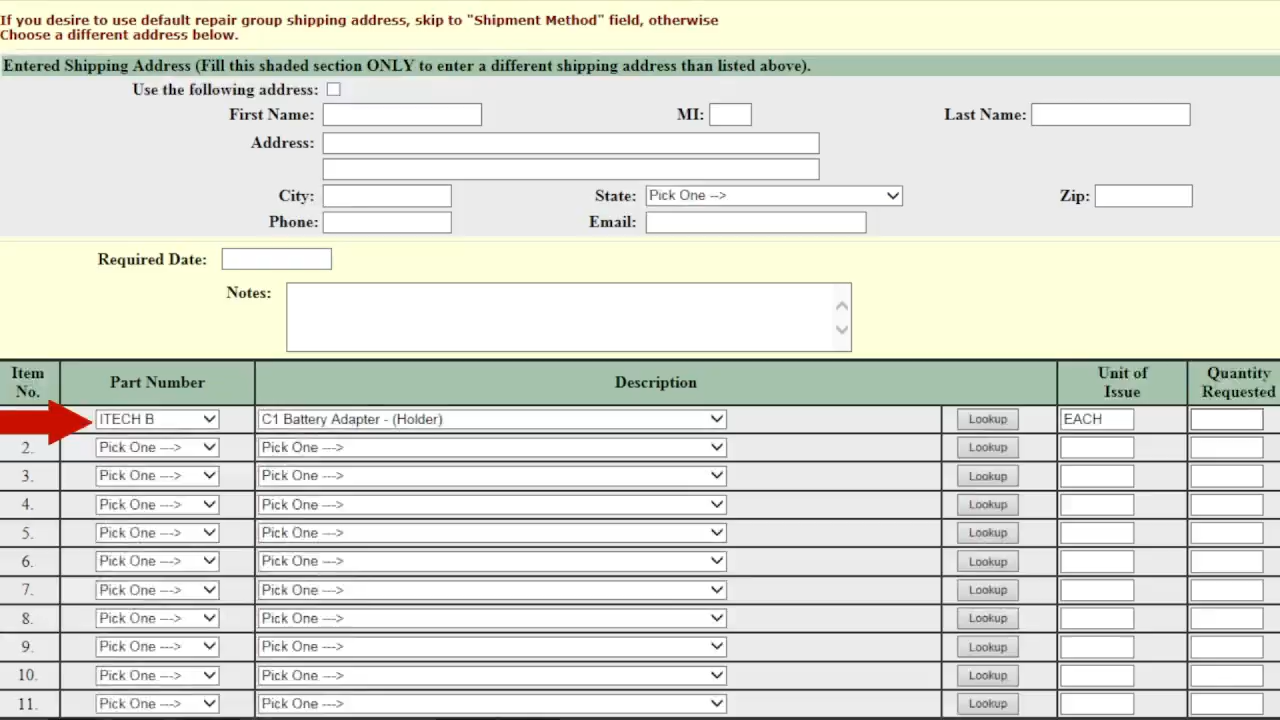 If you desire to use default repair group shipping address, skip to "Shipment Method" field, otherwise
Choose a different address below.
Entered Shipping Address (Fill this shaded section ONLY to enter a different shipping address than listed above).
Use the following address:
First Name: MI: Last Name:
Address:
City: State: Pick One --> Zip:
Phone: Email:
Required Date:
Notes:
Item No. Part Number Description Unit of Issue Quantity Requested
ITECH B C1 Battery Adapter - (Holder) Lookup EACH
2. Pick One ---> Pick One ---> Lookup
3. Pick One ---> Pick One ---> Lookup
4. Pick One ---> Pick One ---> Lookup
5. Pick One ---> Pick One ---> Lookup
6. Pick One ---> Pick One ---> Lookup
7. Pick One ---> Pick One ---> Lookup
8. Pick One ---> Pick One ---> Lookup
9. Pick One ---> Pick One ---> Lookup
10. Pick One ---> Pick One ---> Lookup
11. Pick One ---> Pick One ---> Lookup